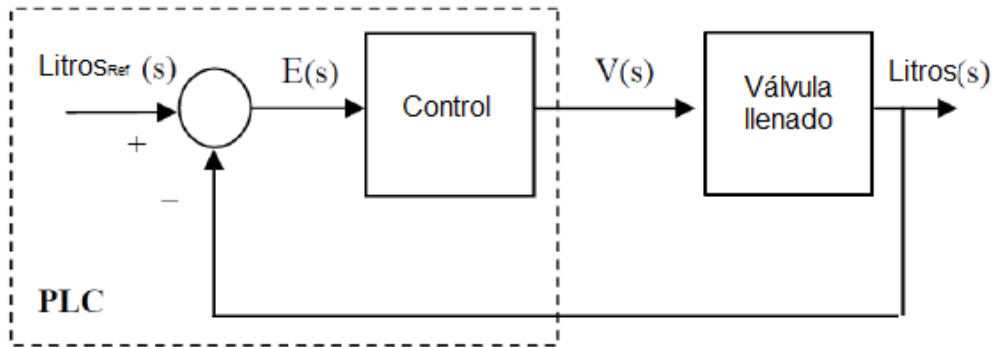 LitrosRef (s)
E(s)
V(s)
Litros(s)
Control
Válvula
llenado
+
−
PLC